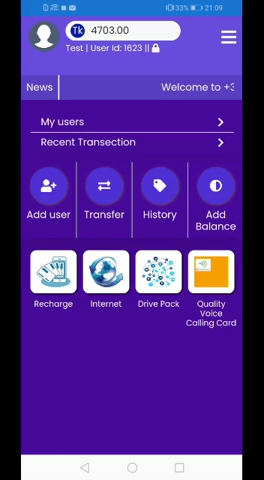 33% 21:09
Tk 4703.00
Test | User Id: 1623 ||
News Welcome to +3
My users
Recent Transection
Add user Transfer History Add Balance
Recharge Internet Drive Pack Quality Voice Calling Card